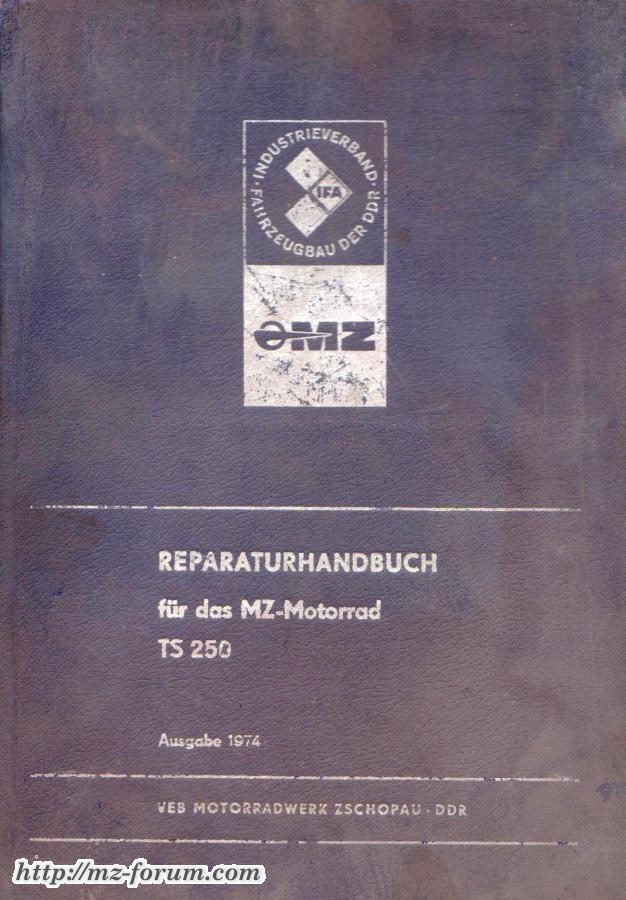 · INDUSTRIEVERBAND ·
FAHRZEUGBAU DER DDR
IFA
MZ
REPARATURHANDBUCH
für das MZ-Motorrad
TS 250
Ausgabe 1974
VEB MOTORRADWERK ZSCHOPAU · DDR
http://mz-forum.com